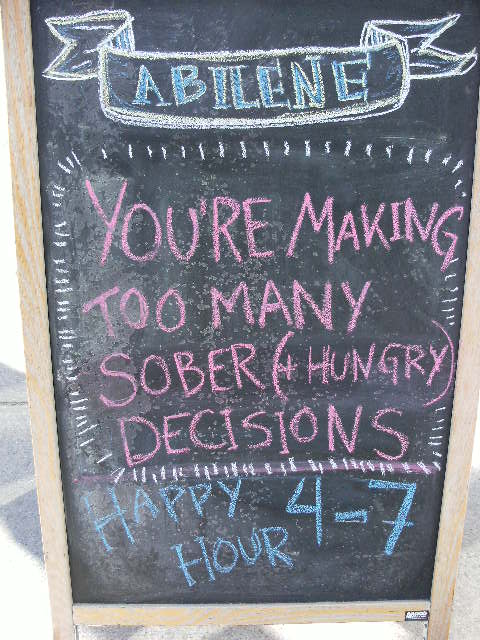 ABILENE
YOU'RE MAKING
TOO MANY
SOBER (+ HUNGRY)
DECISIONS
HAPPY 4-7
HOUR